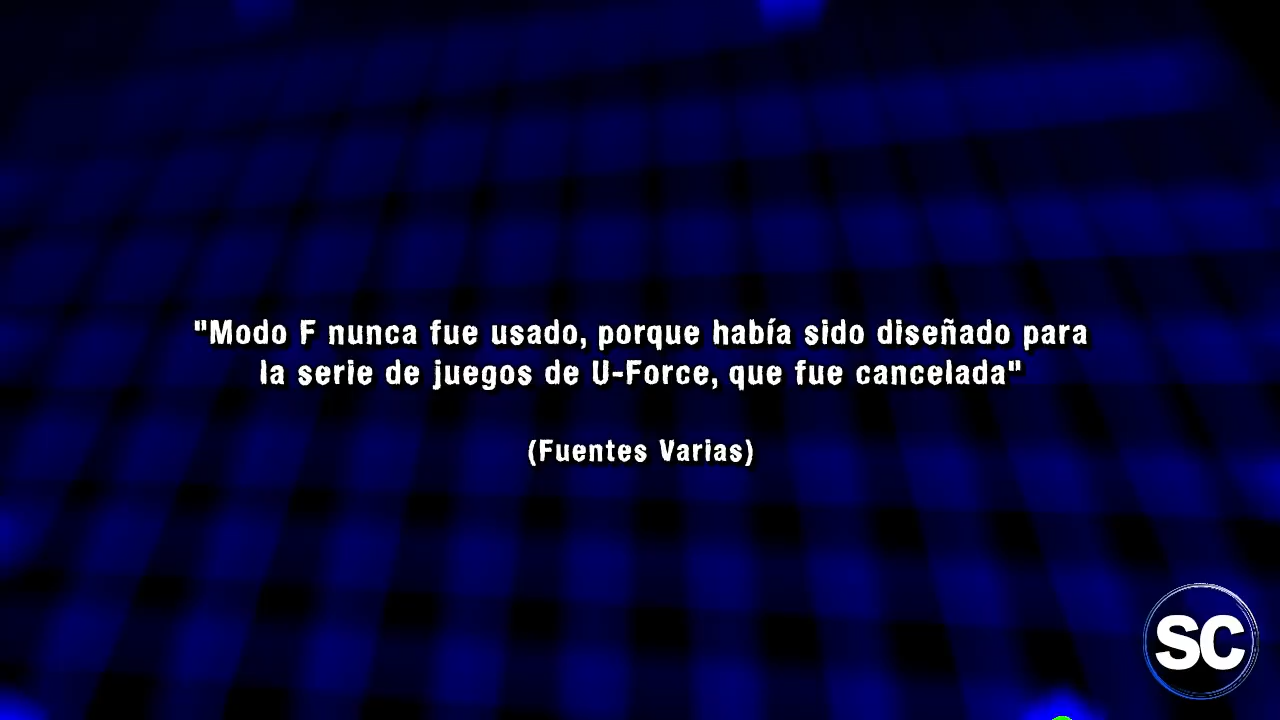 "Modo F nunca fue usado, porque había sido diseñado para
la serie de juegos de U-Force, que fue cancelada"
(Fuentes Varias)
SC